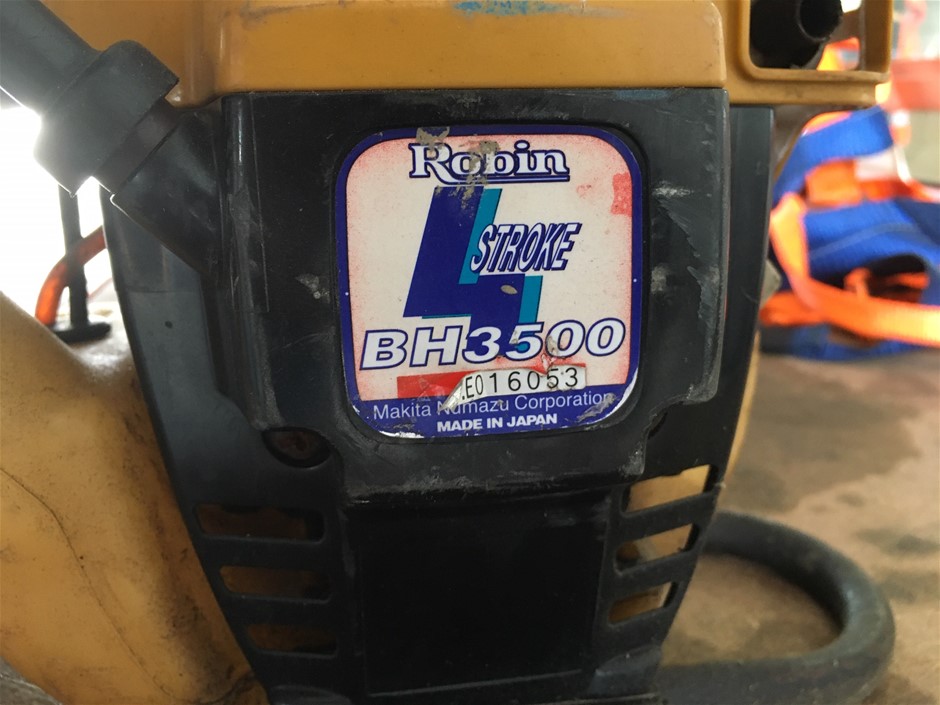 Robin
4
STROKE
BH3500
E016053
Makita Numazu Corporation
MADE IN JAPAN